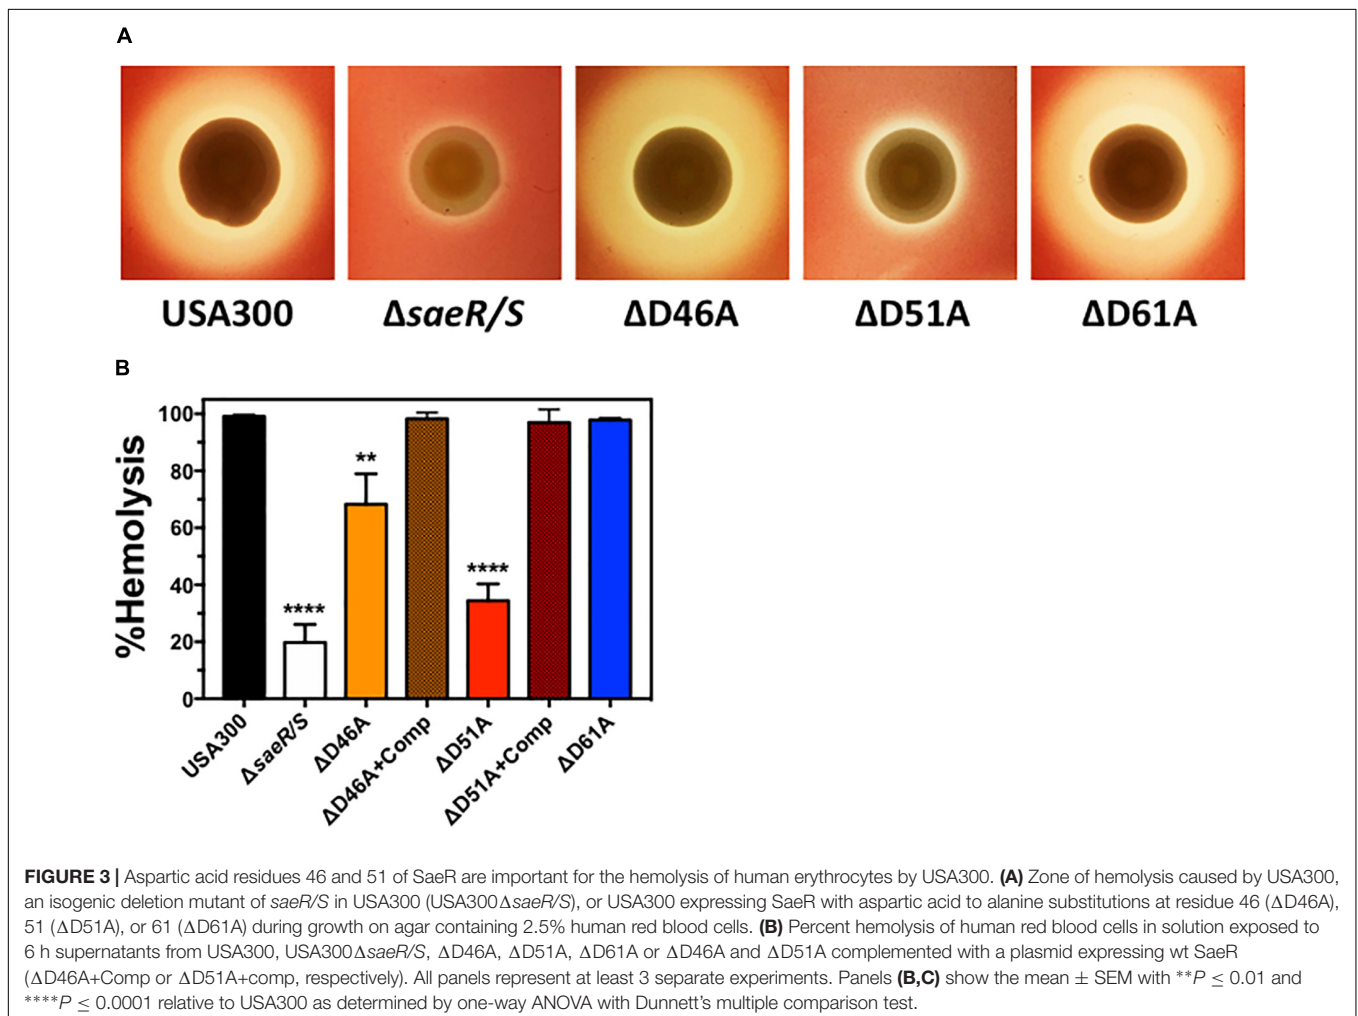 A
USA300
ΔsaeR/S
ΔD46A
ΔD51A
ΔD61A
B
%Hemolysis
100
80
60
40
20
0
****
**
****
USA300
ΔsaeR/S
ΔD46A
ΔD46A+Comp
ΔD51A
ΔD51A+Comp
ΔD61A
FIGURE 3 | Aspartic acid residues 46 and 51 of SaeR are important for the hemolysis of human erythrocytes by USA300. (A) Zone of hemolysis caused by USA300,
an isogenic deletion mutant of saeR/S in USA300 (USA300ΔsaeR/S), or USA300 expressing SaeR with aspartic acid to alanine substitutions at residue 46 (ΔD46A),
51 (ΔD51A), or 61 (ΔD61A) during growth on agar containing 2.5% human red blood cells. (B) Percent hemolysis of human red blood cells in solution exposed to
6 h supernatants from USA300, USA300ΔsaeR/S, ΔD46A, ΔD51A, ΔD61A or ΔD46A and ΔD51A complemented with a plasmid expressing wt SaeR
(ΔD46A+Comp or ΔD51A+comp, respectively). All panels represent at least 3 separate experiments. Panels (B,C) show the mean ± SEM with **P ≤ 0.01 and
****P ≤ 0.0001 relative to USA300 as determined by one-way ANOVA with Dunnett's multiple comparison test.